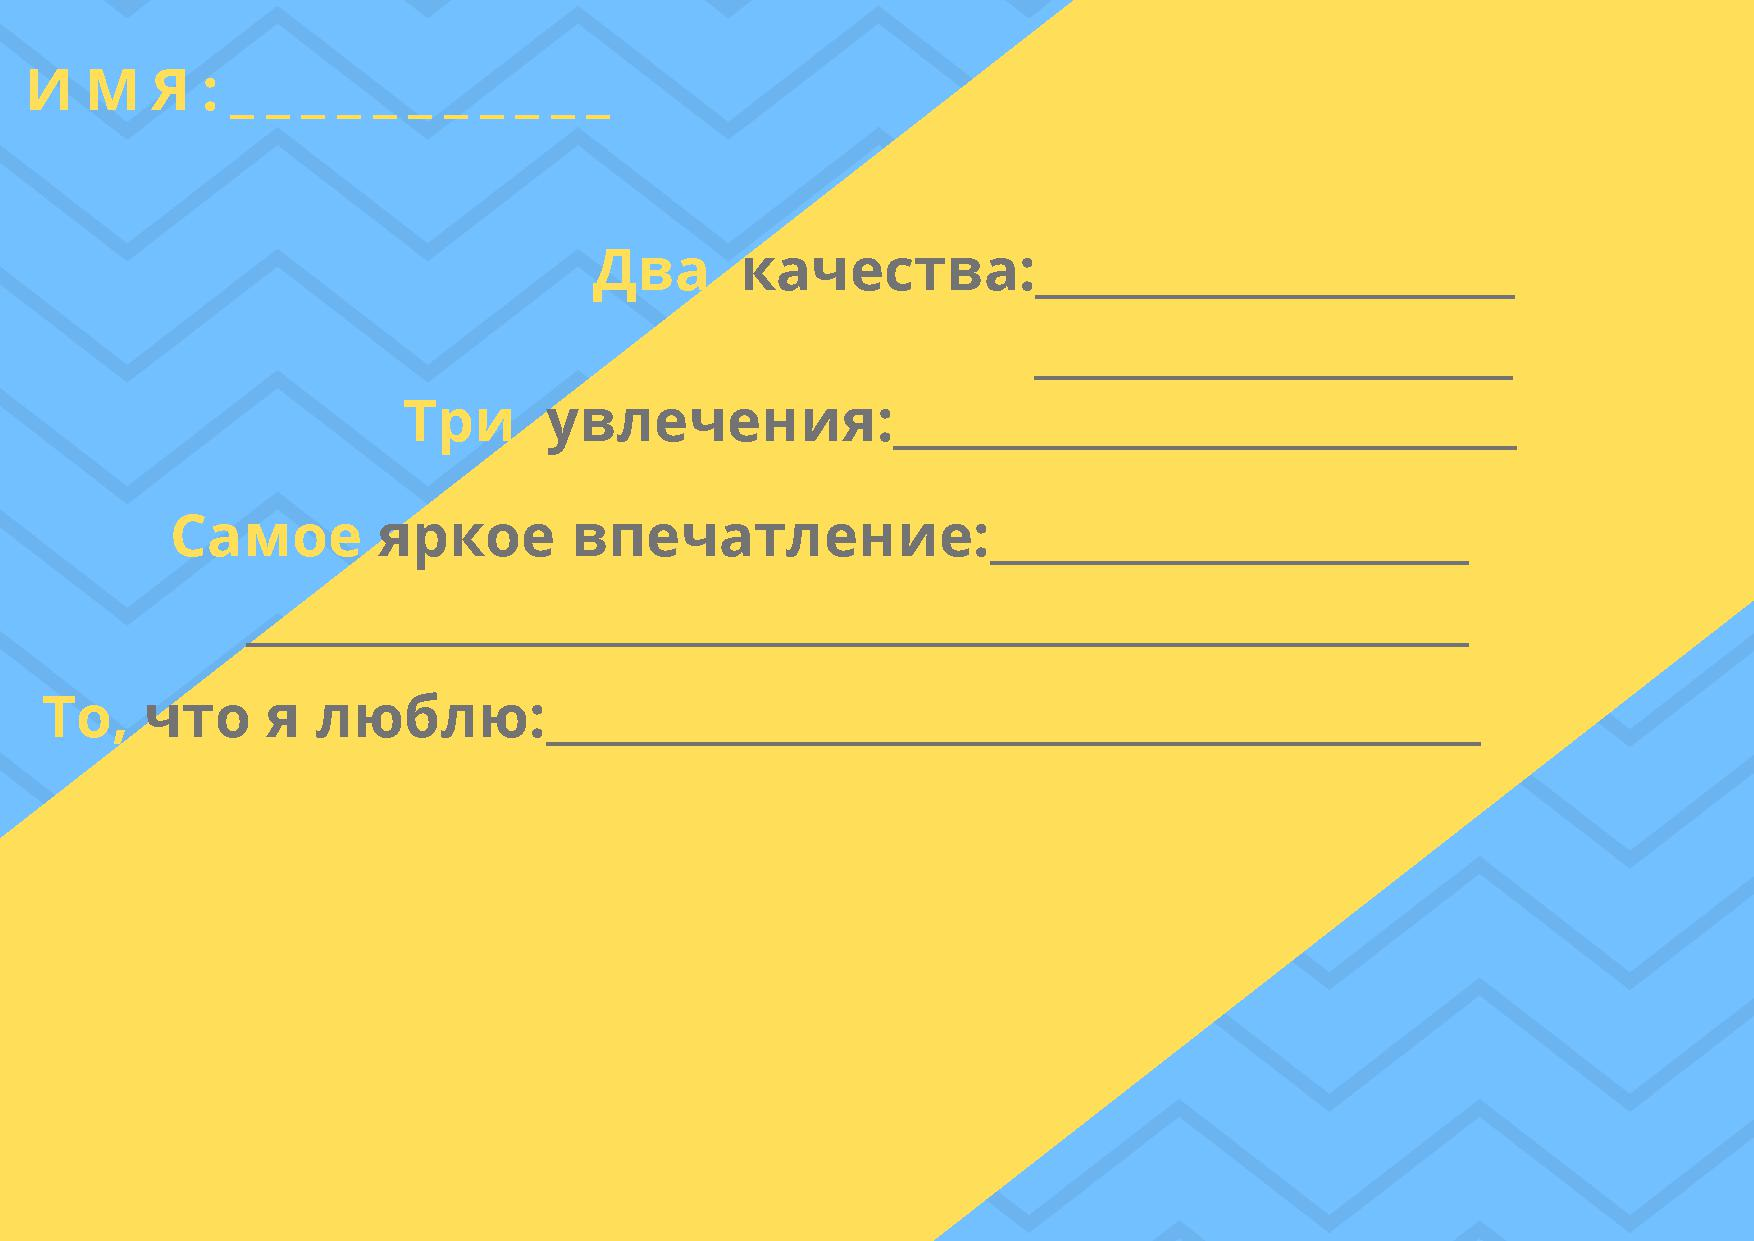 ИМЯ:___________
Два качества:____________________
____________________
Три увлечения:__________________________
Самое яркое впечатление:____________________
___________________________________________________
То, что я люблю:_______________________________________